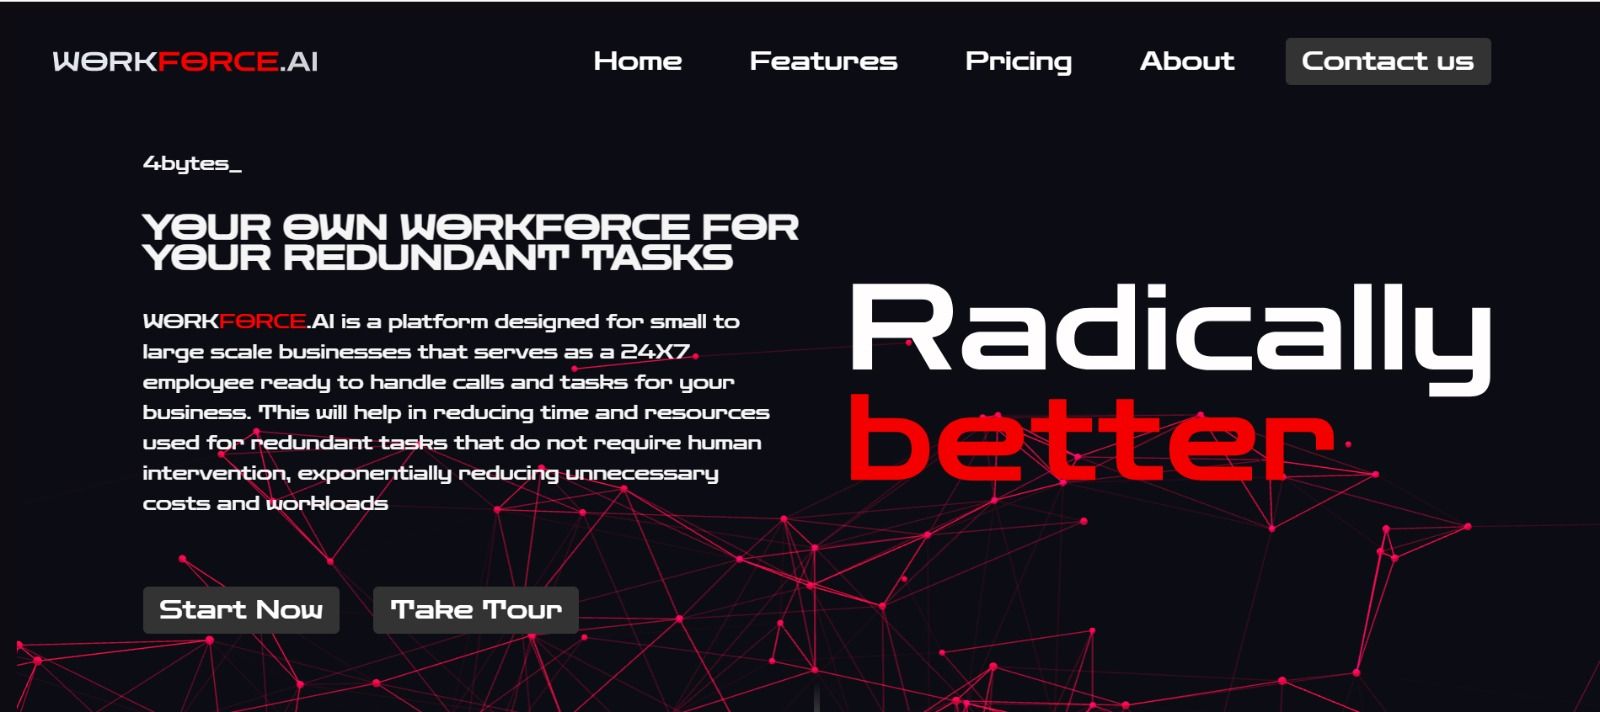 WORKFORCE.AI
Home
Features
Pricing
About
Contact us
4bytes_
YOUR OWN WORKFORCE FOR
YOUR REDUNDANT TASKS
WORKFORCE.AI is a platform designed for small to
large scale businesses that serves as a 24X7
employee ready to handle calls and tasks for your
business. This will help in reducing time and resources
used for redundant tasks that do not require human
intervention, exponentially reducing unnecessary
costs and workloads
Radically
better
Start Now
Take Tour